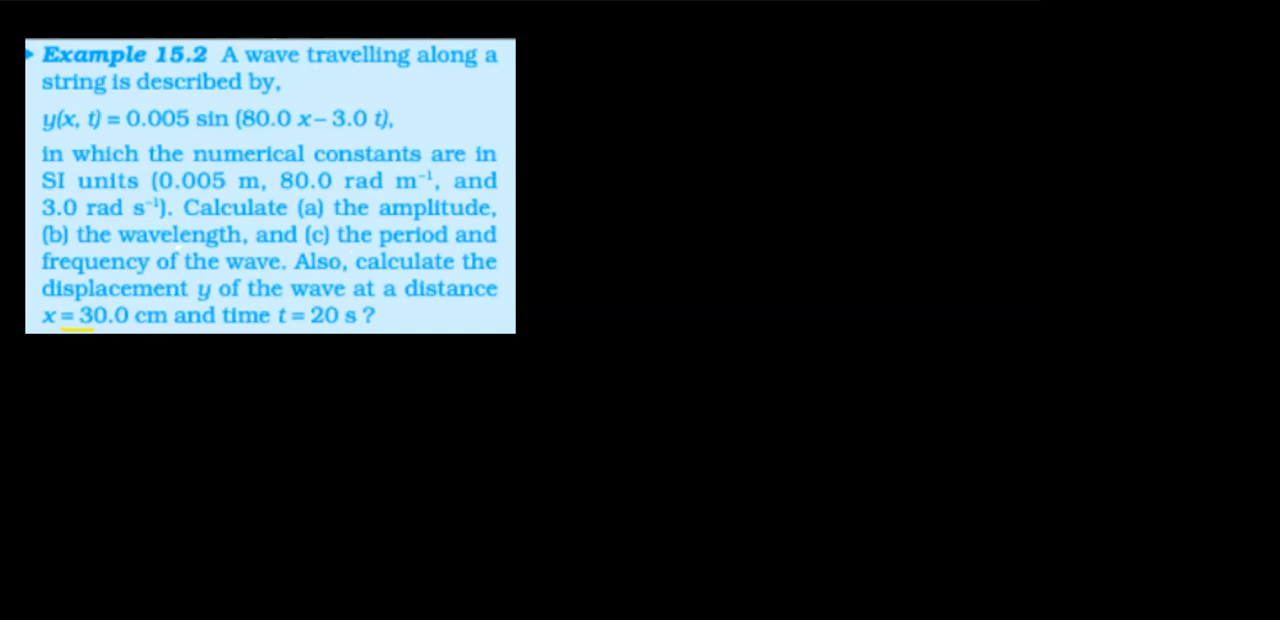 Example 15.2 A wave travelling along a
string is described by,
y(x, t) = 0.005 sin (80.0 x – 3.0 t),
in which the numerical constants are in
SI units (0.005 m, 80.0 rad m⁻¹, and
3.0 rad s⁻¹). Calculate (a) the amplitude,
(b) the wavelength, and (c) the period and
frequency of the wave. Also, calculate the
displacement y of the wave at a distance
x = 30.0 cm and time t = 20 s ?